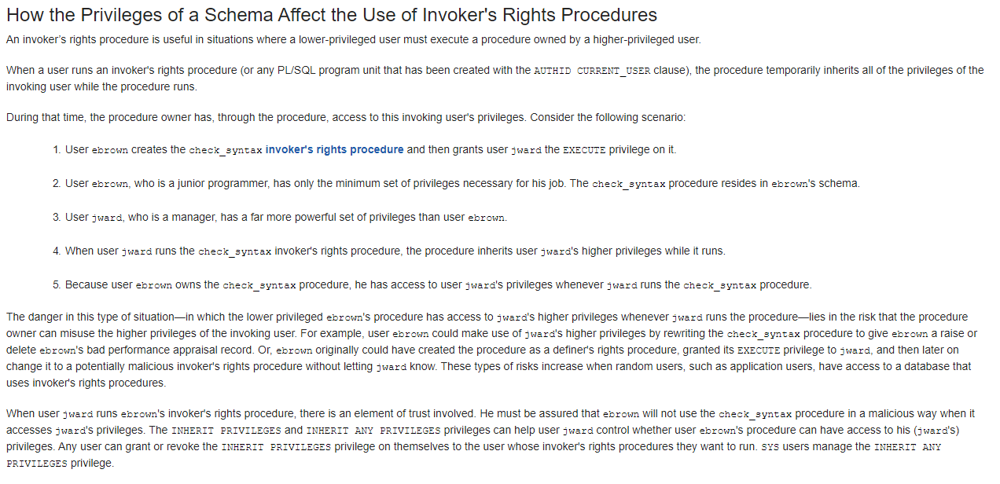 How the Privileges of a Schema Affect the Use of Invoker's Rights Procedures
An invoker’s rights procedure is useful in situations where a lower-privileged user must execute a procedure owned by a higher-privileged user.
When a user runs an invoker's rights procedure (or any PL/SQL program unit that has been created with the AUTHID CURRENT_USER clause), the procedure temporarily inherits all of the privileges of the
invoking user while the procedure runs.
During that time, the procedure owner has, through the procedure, access to this invoking user's privileges. Consider the following scenario:
1. User ebrown creates the check_syntax invoker's rights procedure and then grants user jward the EXECUTE privilege on it.
2. User ebrown, who is a junior programmer, has only the minimum set of privileges necessary for his job. The check_syntax procedure resides in ebrown's schema.
3. User jward, who is a manager, has a far more powerful set of privileges than user ebrown.
4. When user jward runs the check_syntax invoker's rights procedure, the procedure inherits user jward's higher privileges while it runs.
5. Because user ebrown owns the check_syntax procedure, he has access to user jward's privileges whenever jward runs the check_syntax procedure.
The danger in this type of situation—in which the lower privileged ebrown's procedure has access to jward's higher privileges whenever jward runs the procedure—lies in the risk that the procedure
owner can misuse the higher privileges of the invoking user. For example, user ebrown could make use of jward's higher privileges by rewriting the check_syntax procedure to give ebrown a raise or
delete ebrown's bad performance appraisal record. Or, ebrown originally could have created the procedure as a definer's rights procedure, granted its EXECUTE privilege to jward, and then later on
change it to a potentially malicious invoker's rights procedure without letting jward know. These types of risks increase when random users, such as application users, have access to a database that
uses invoker's rights procedures.
When user jward runs ebrown's invoker's rights procedure, there is an element of trust involved. He must be assured that ebrown will not use the check_syntax procedure in a malicious way when it
accesses jward's privileges. The INHERIT PRIVILEGES and INHERIT ANY PRIVILEGES privileges can help user jward control whether user ebrown's procedure can have access to his (jward's)
privileges. Any user can grant or revoke the INHERIT PRIVILEGES privilege on themselves to the user whose invoker's rights procedures they want to run. SYS users manage the INHERIT ANY
PRIVILEGES privilege.